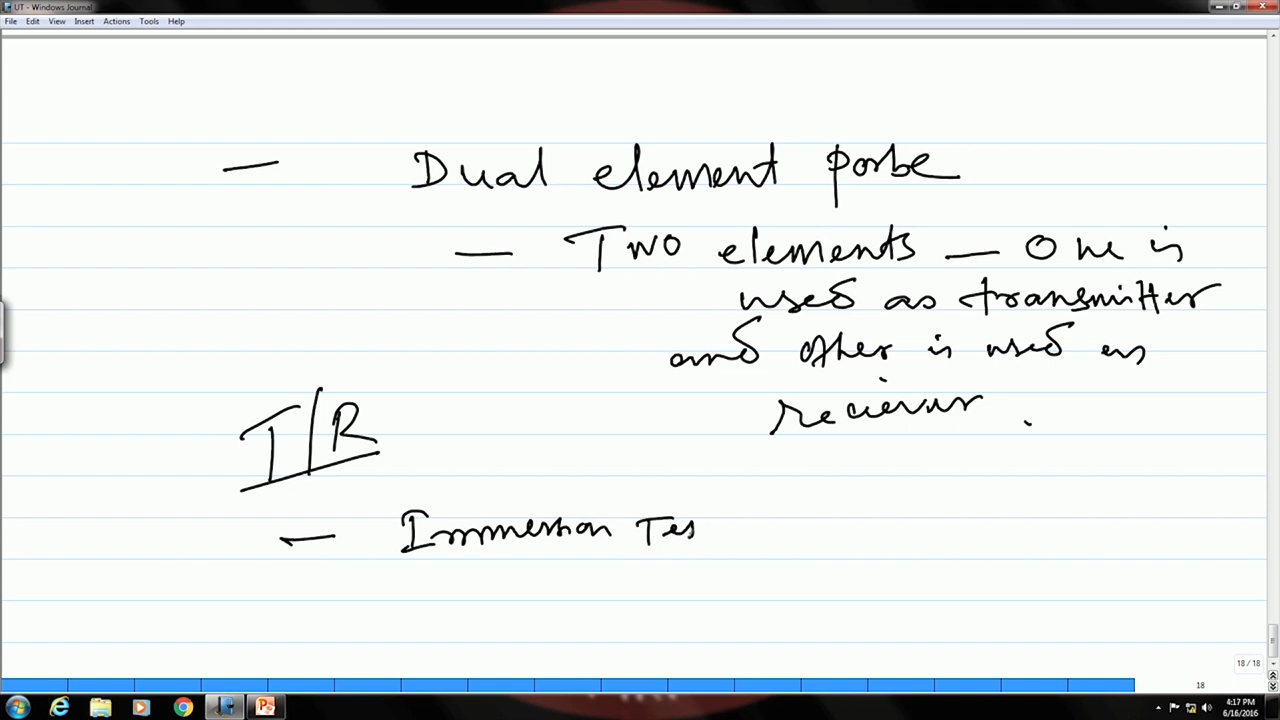 UT - Windows Journal
File Edit View Insert Actions Tools Help
— Dual element porbe
— Two elements — One is
used as transmitter
and other is used as
reciever.
T/R
— Immersion Tes
18 / 18
18
4:17 PM
6/16/2016